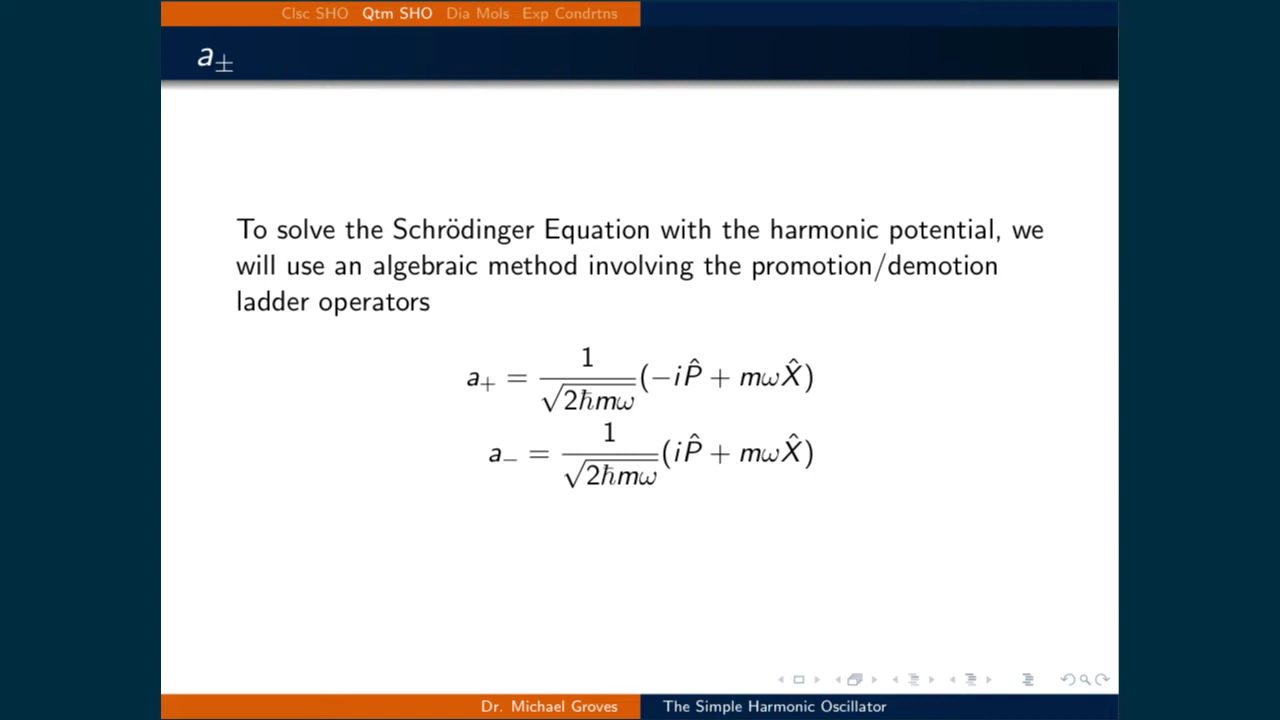 Clsc SHO Qtm SHO Dia Mols Exp Condrtns
a±
To solve the Schrödinger Equation with the harmonic potential, we
will use an algebraic method involving the promotion/demotion
ladder operators
a₊ = 1/√(2ħmω) (−iP̂ + mωX̂)
a₋ = 1/√(2ħmω) (iP̂ + mωX̂)
Dr. Michael Groves The Simple Harmonic Oscillator